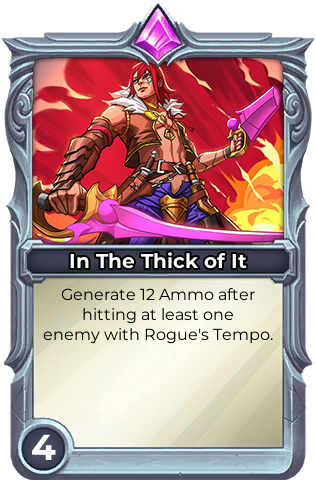 In The Thick of It
Generate 12 Ammo after
hitting at least one
enemy with Rogue's Tempo.
4